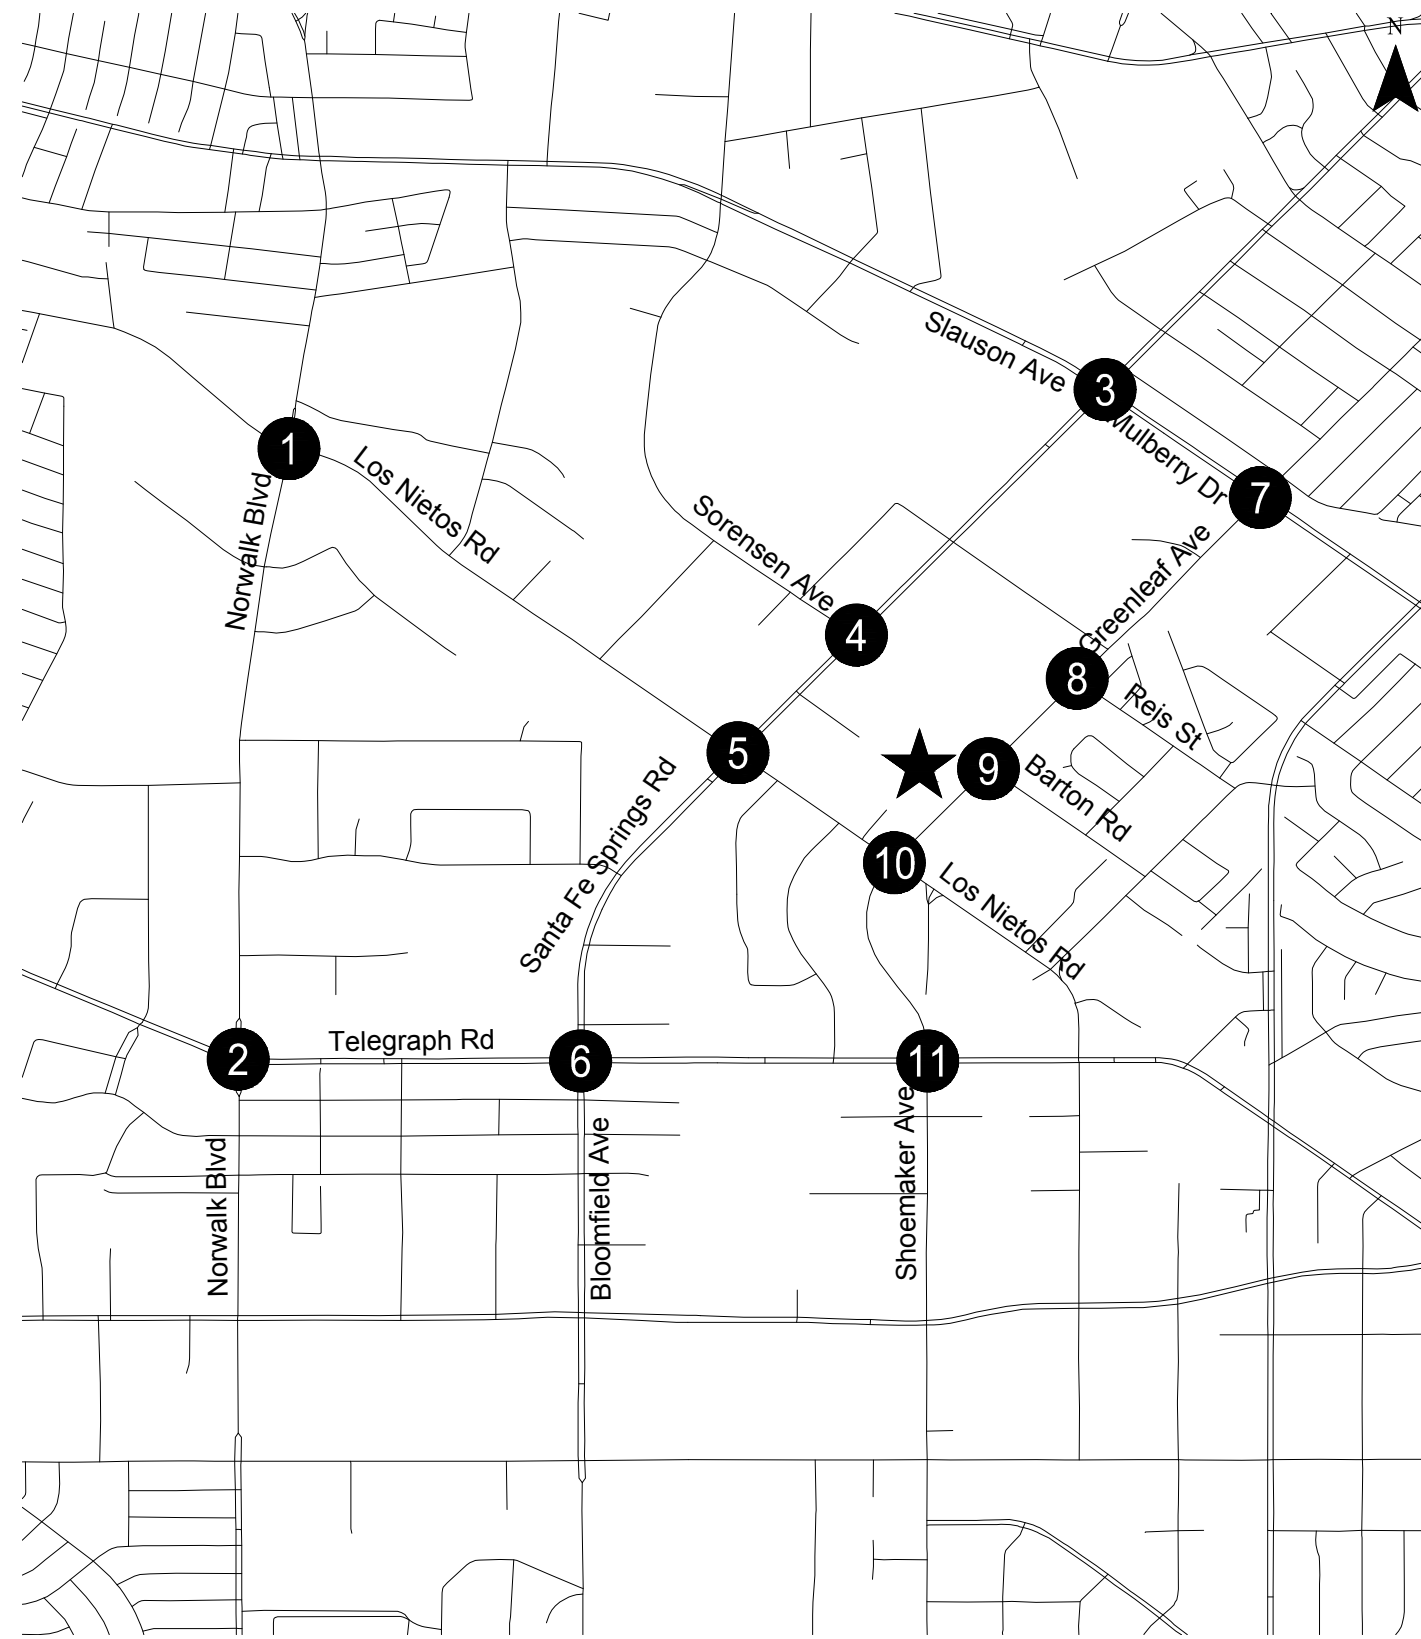 N
Slauson Ave
3
Mulberry Dr
1
Los Nietos Rd
Norwalk Blvd
7
Sorensen Ave
Greenleaf Ave
4
8
Reis St
5
9
Barton Rd
Santa Fe Springs Rd
10
Los Nietos Rd
Telegraph Rd
2
6
11
Norwalk Blvd
Bloomfield Ave
Shoemaker Ave